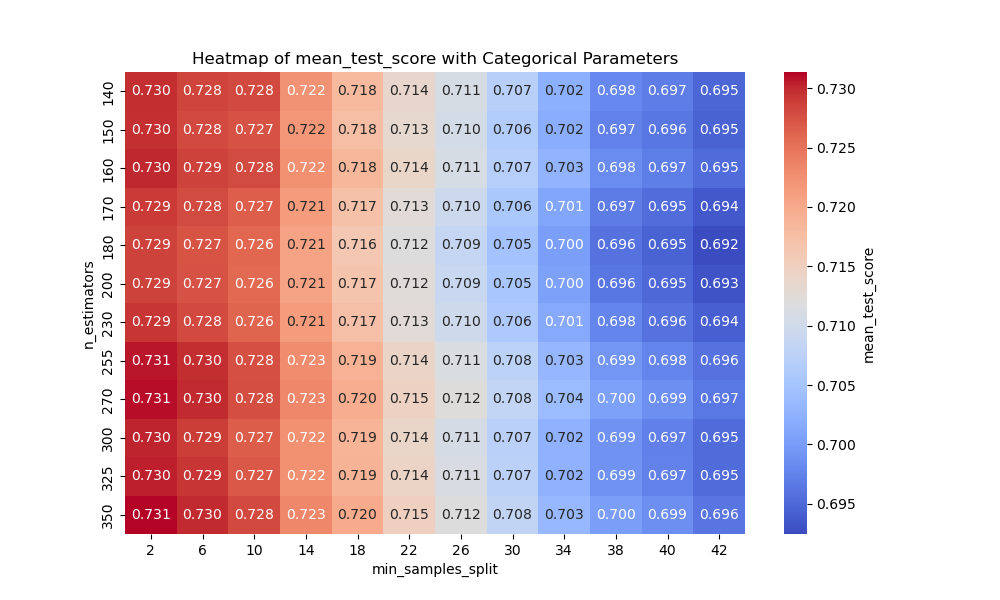 Heatmap of mean_test_score with Categorical Parameters
n_estimators
140 0.730 0.728 0.728 0.722 0.718 0.714 0.711 0.707 0.702 0.698 0.697 0.695
150 0.730 0.728 0.727 0.722 0.718 0.713 0.710 0.706 0.702 0.697 0.696 0.695
160 0.730 0.729 0.728 0.722 0.718 0.714 0.711 0.707 0.703 0.698 0.697 0.695
170 0.729 0.728 0.727 0.721 0.717 0.713 0.710 0.706 0.701 0.697 0.695 0.694
180 0.729 0.727 0.726 0.721 0.716 0.712 0.709 0.705 0.700 0.696 0.695 0.692
200 0.729 0.727 0.726 0.721 0.717 0.712 0.709 0.705 0.700 0.696 0.695 0.693
230 0.729 0.728 0.726 0.721 0.717 0.713 0.710 0.706 0.701 0.698 0.696 0.694
255 0.731 0.730 0.728 0.723 0.719 0.714 0.711 0.708 0.703 0.699 0.698 0.696
270 0.731 0.730 0.728 0.723 0.720 0.715 0.712 0.708 0.704 0.700 0.699 0.697
300 0.730 0.729 0.727 0.722 0.719 0.714 0.711 0.707 0.702 0.699 0.697 0.695
325 0.730 0.729 0.727 0.722 0.719 0.714 0.711 0.707 0.702 0.699 0.697 0.695
350 0.731 0.730 0.728 0.723 0.720 0.715 0.712 0.708 0.703 0.700 0.699 0.696
2 6 10 14 18 22 26 30 34 38 40 42
min_samples_split
0.730
0.725
0.720
0.715
0.710
0.705
0.700
0.695
mean_test_score